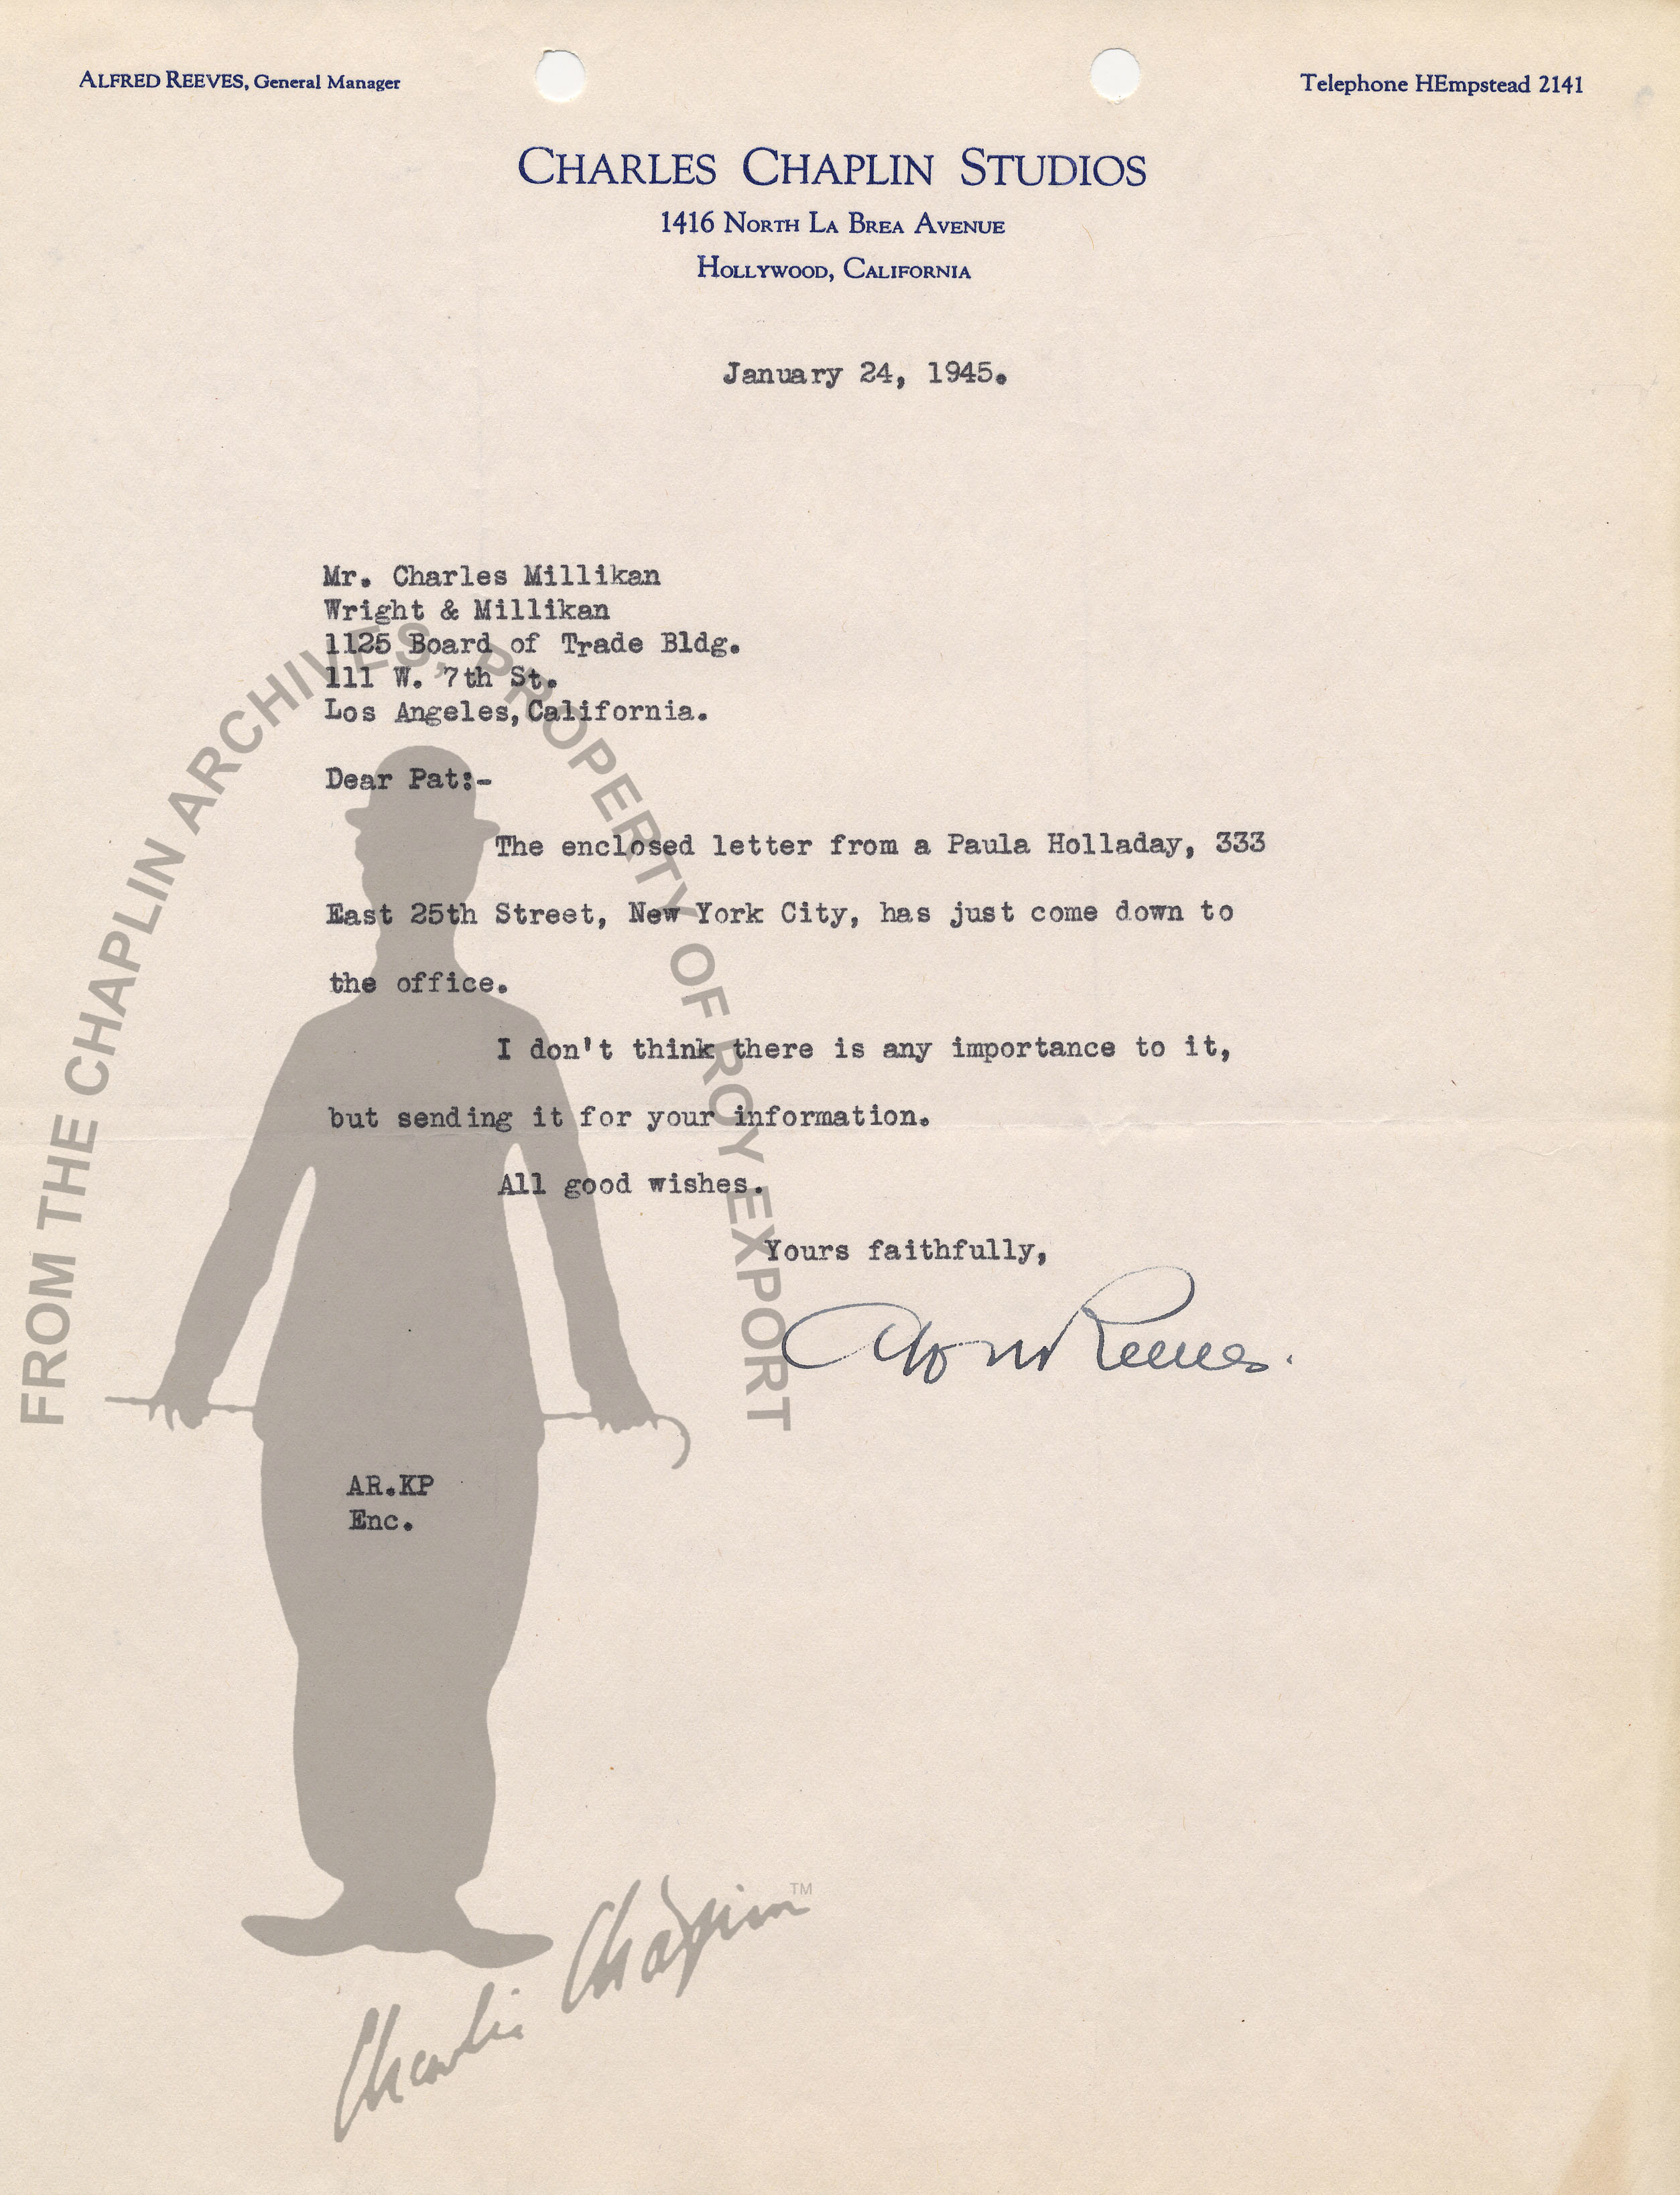 ALFRED REEVES, General Manager
Telephone HEmpstead 2141
CHARLES CHAPLIN STUDIOS
1416 NORTH LA BREA AVENUE
HOLLYWOOD, CALIFORNIA
January 24, 1945.
Mr. Charles Millikan
Wright & Millikan
1125 Board of Trade Bldg.
111 W. 7th St.
Los Angeles, California.
Dear Pat:-
The enclosed letter from a Paula Holladay, 333
East 25th Street, New York City, has just come down to
the office.
I don't think there is any importance to it,
but sending it for your information.
All good wishes.
Yours faithfully,
Alfred Reeves.
AR.KP
Enc.
FROM THE CHAPLIN ARCHIVES, PROPERTY OF ROY EXPORT
Charlie Chaplin™